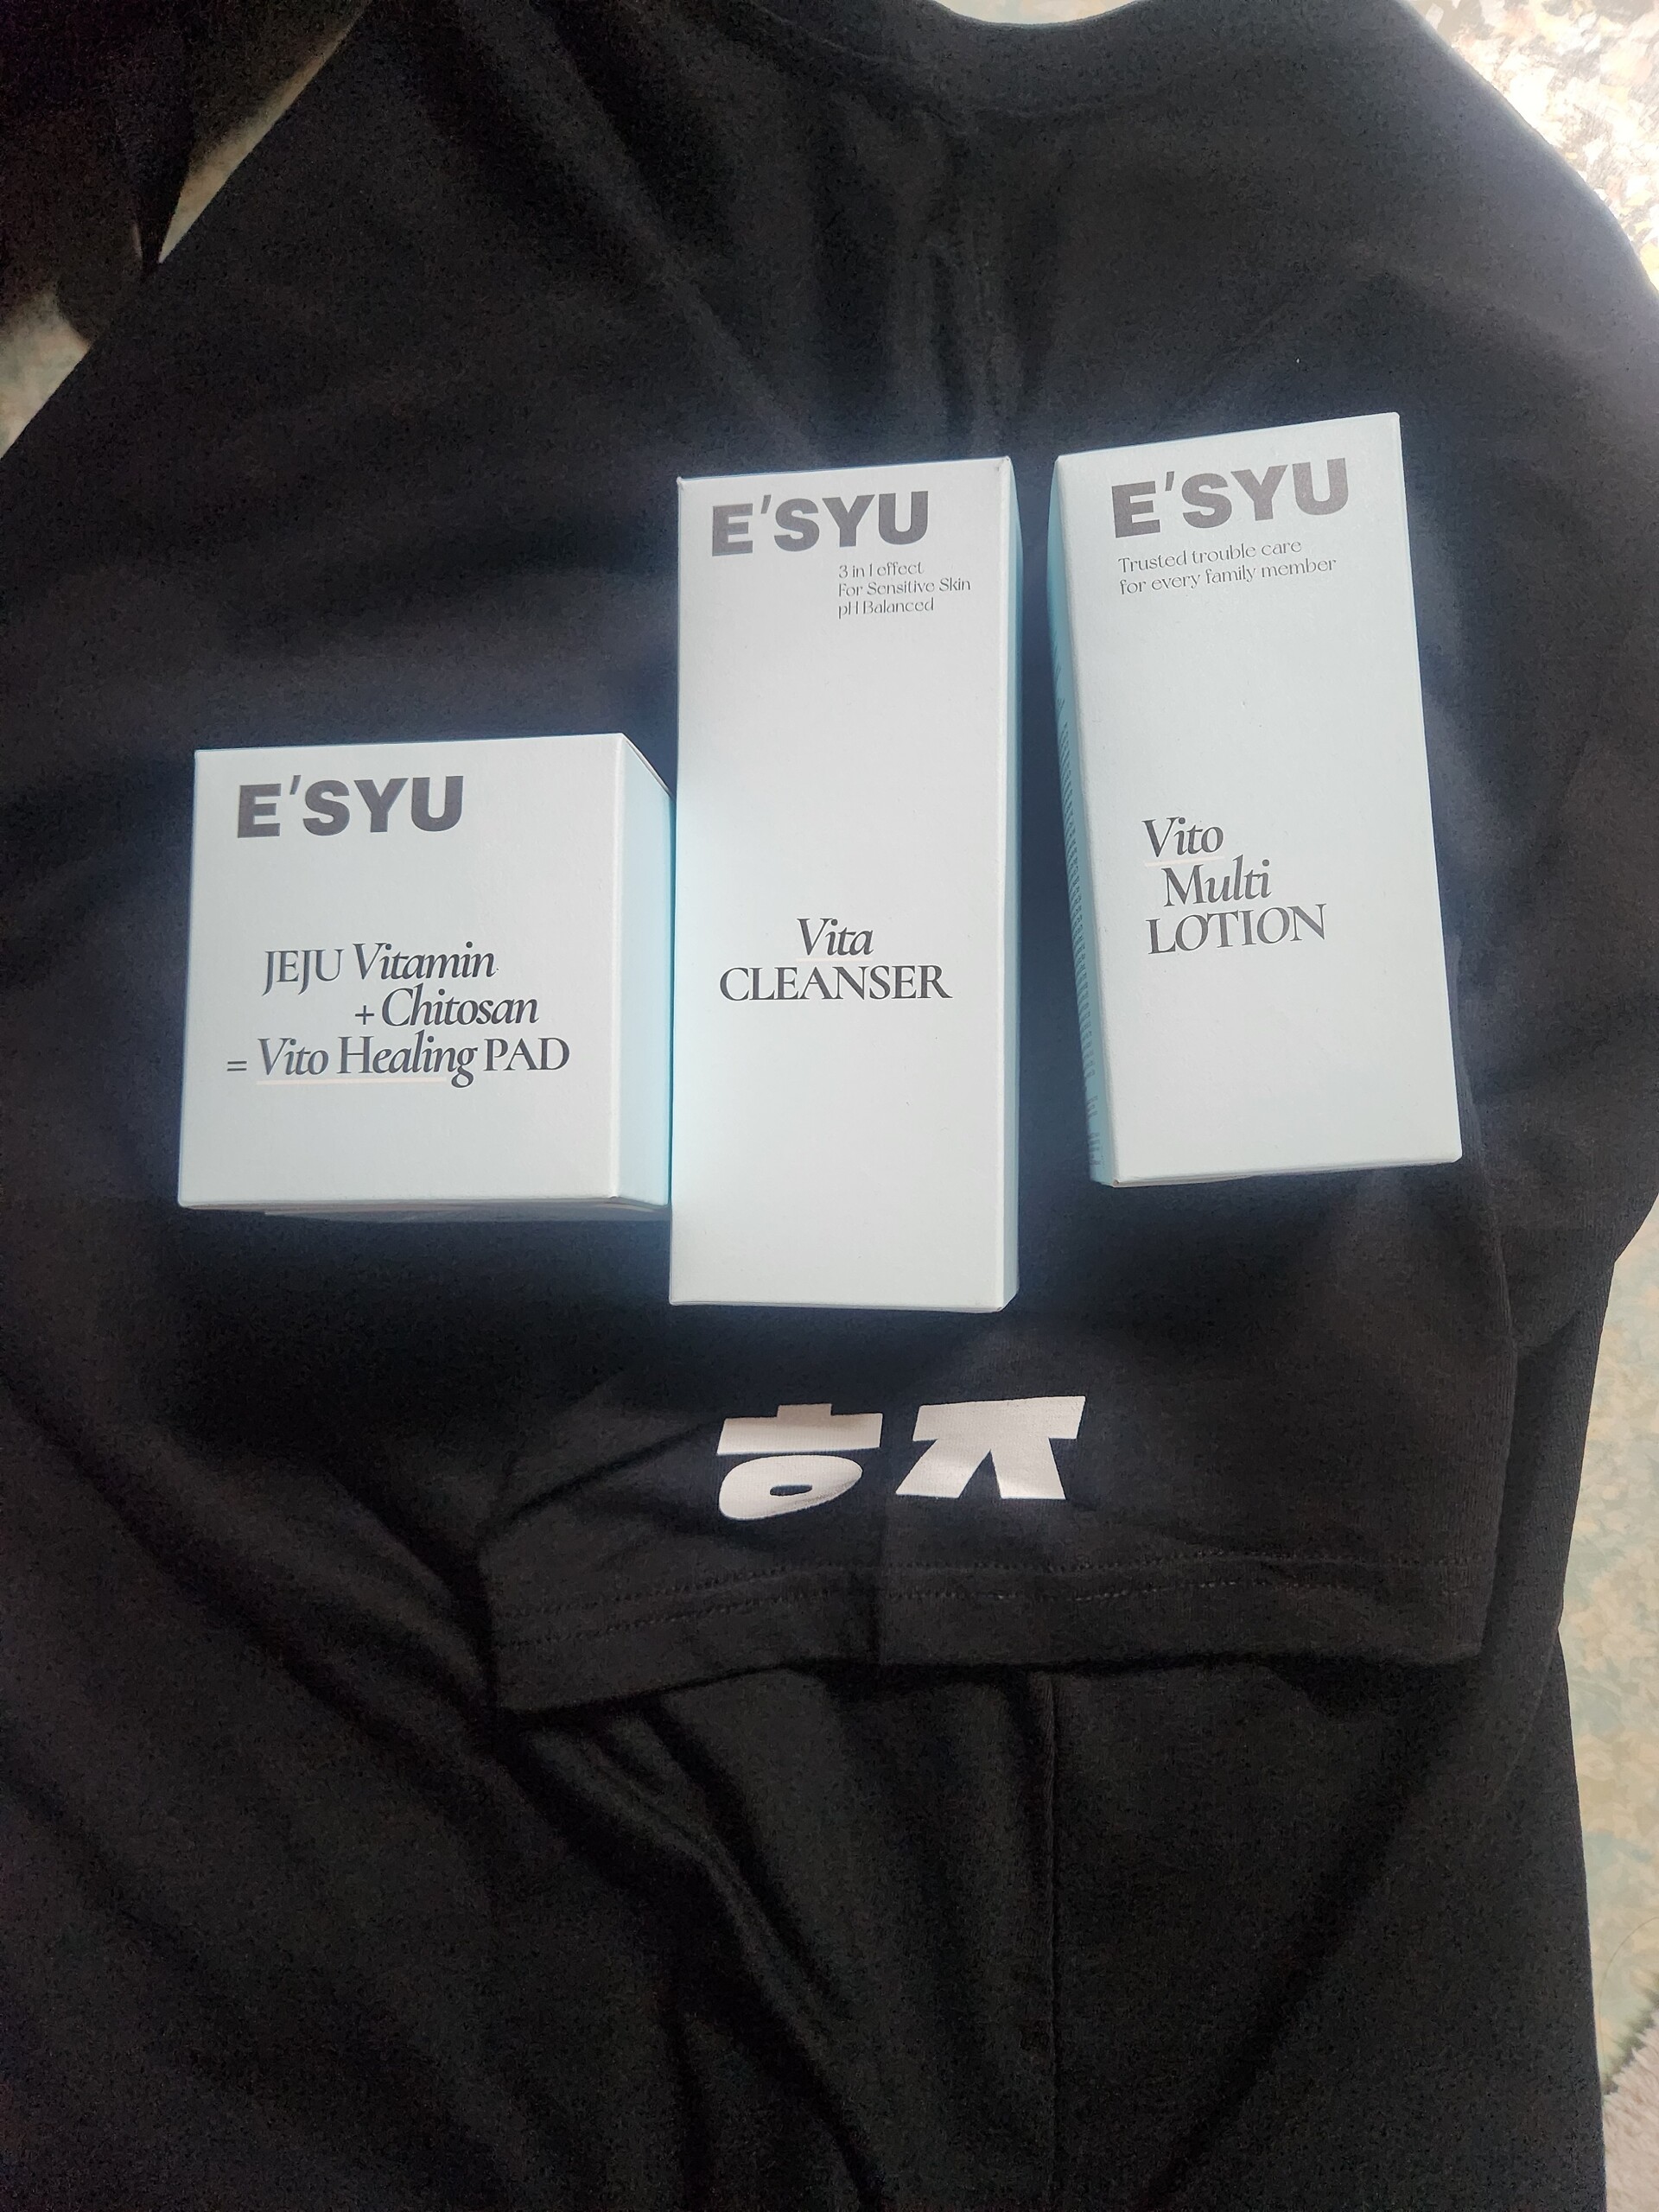 E'SYU
JEJU Vitamin
+ Chitosan
= Vito Healing PAD
E'SYU
3 in 1 effect
For Sensitive Skin
pH Balanced
Vita
CLEANSER
E'SYU
Trusted trouble care
for every family member
Vito
Multi
LOTION